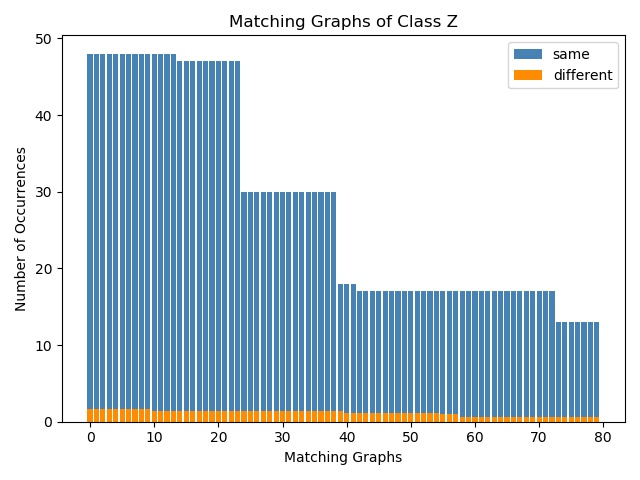 Matching Graphs of Class Z
same
different
Number of Occurrences
50
40
30
20
10
0
0 10 20 30 40 50 60 70 80
Matching Graphs